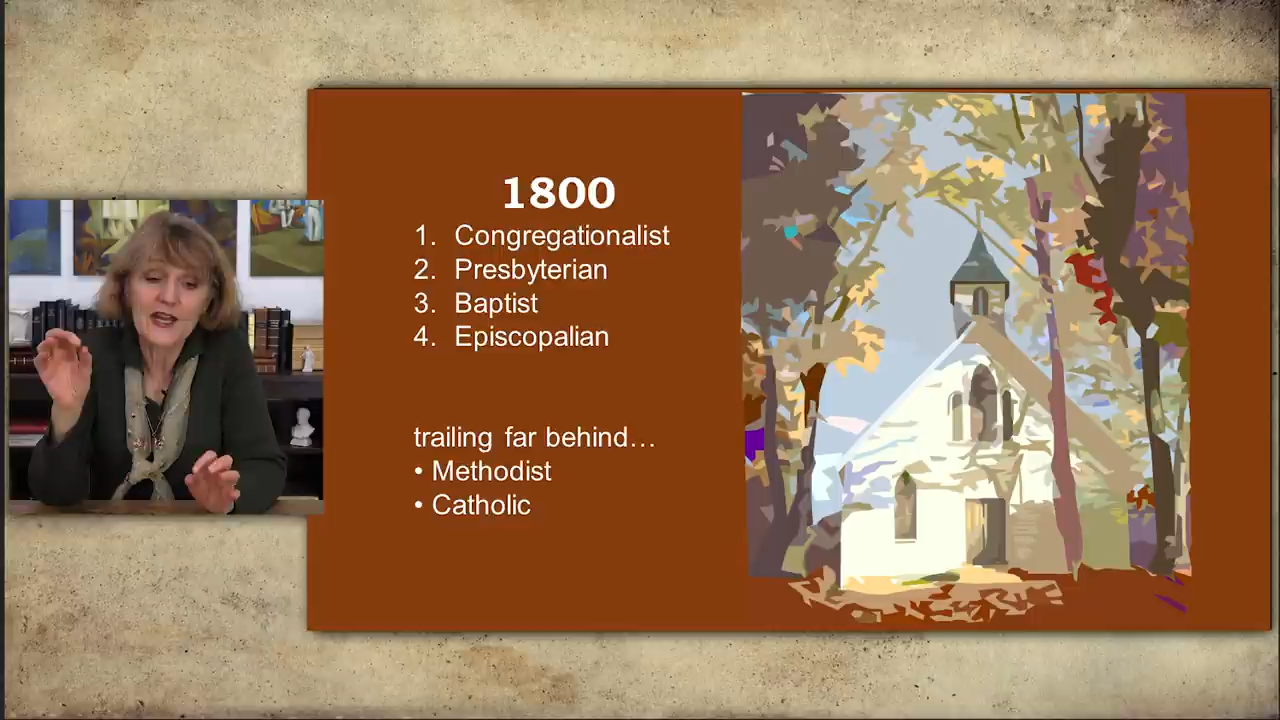 1800
1. Congregationalist
2. Presbyterian
3. Baptist
4. Episcopalian
trailing far behind…
• Methodist
• Catholic